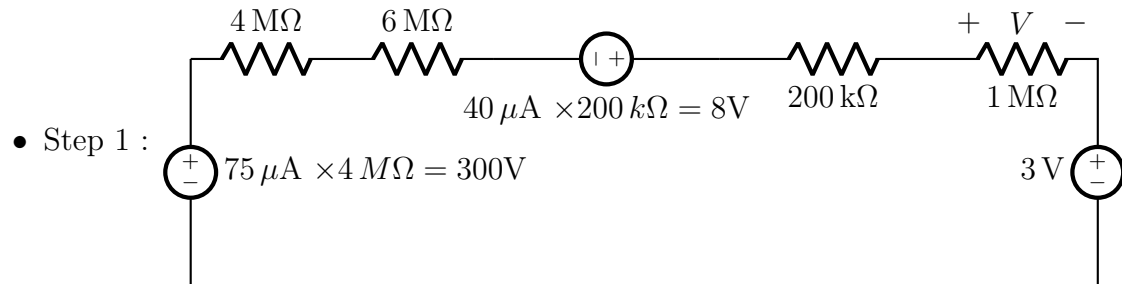 4 MΩ 6 MΩ + V −
− + 
40 μA ×200 kΩ = 8V 200 kΩ 1 MΩ
• Step 1 :
+ 75 μA ×4 MΩ = 300V 3 V +
− −